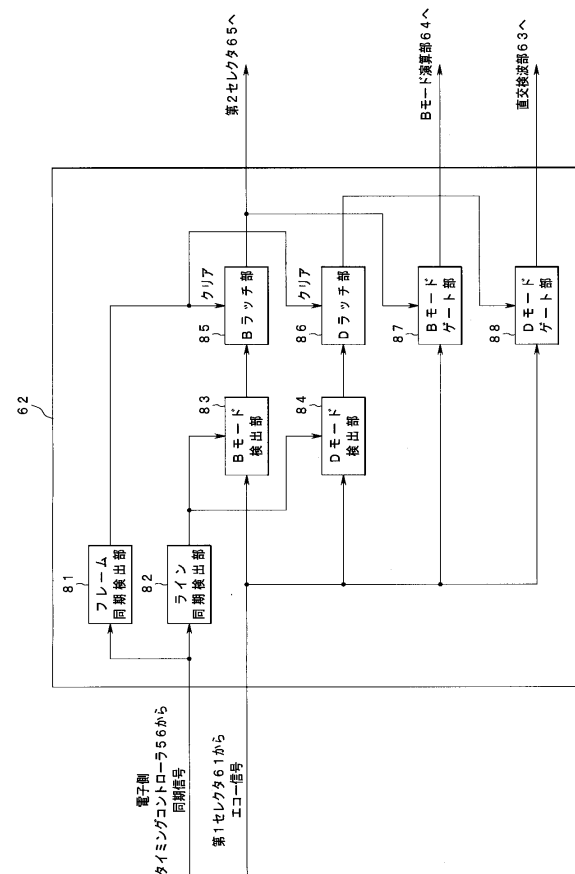 62
電子側
タイミングコントローラ56から
同期信号
第1セレクタ61から
エコー信号
81
フレーム
同期検出部
82
ライン
同期検出部
83
Bモード
検出部
84
Dモード
検出部
クリア
85
Bラッチ部
クリア
86
Dラッチ部
87
Bモード
ゲート部
88
Dモード
ゲート部
第2セレクタ65へ
Bモード演算部64へ
直交検波部63へ